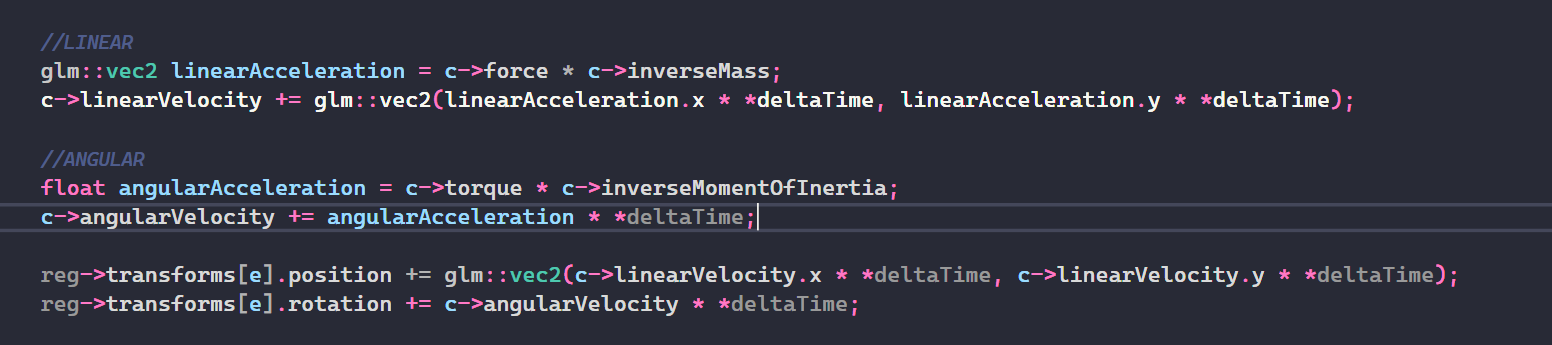 //LINEAR
glm::vec2 linearAcceleration = c->force * c->inverseMass;
c->linearVelocity += glm::vec2(linearAcceleration.x * *deltaTime, linearAcceleration.y * *deltaTime);
//ANGULAR
float angularAcceleration = c->torque * c->inverseMomentOfInertia;
c->angularVelocity += angularAcceleration * *deltaTime;
reg->transforms[e].position += glm::vec2(c->linearVelocity.x * *deltaTime, c->linearVelocity.y * *deltaTime);
reg->transforms[e].rotation += c->angularVelocity * *deltaTime;